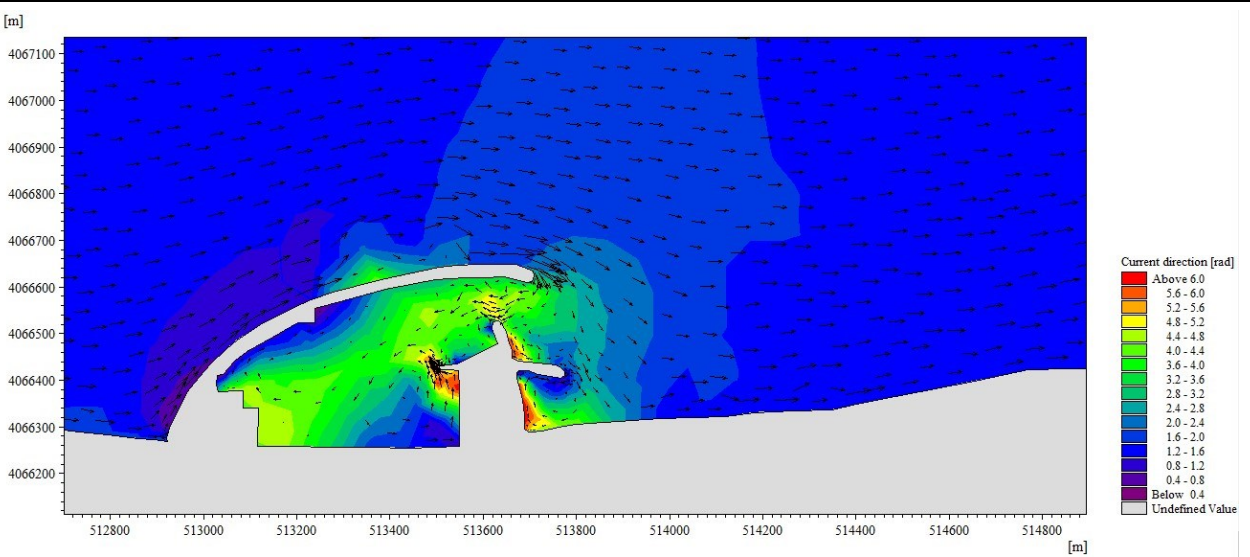 [m]
4067100
4067000
4066900
4066800
4066700
4066600
4066500
4066400
4066300
4066200
512800 513000 513200 513400 513600 513800 514000 514200 514400 514600 514800
[m]
Current direction [rad]
Above 6.0
5.6 - 6.0
5.2 - 5.6
4.8 - 5.2
4.4 - 4.8
4.0 - 4.4
3.6 - 4.0
3.2 - 3.6
2.8 - 3.2
2.4 - 2.8
2.0 - 2.4
1.6 - 2.0
1.2 - 1.6
0.8 - 1.2
0.4 - 0.8
Below 0.4
Undefined Value